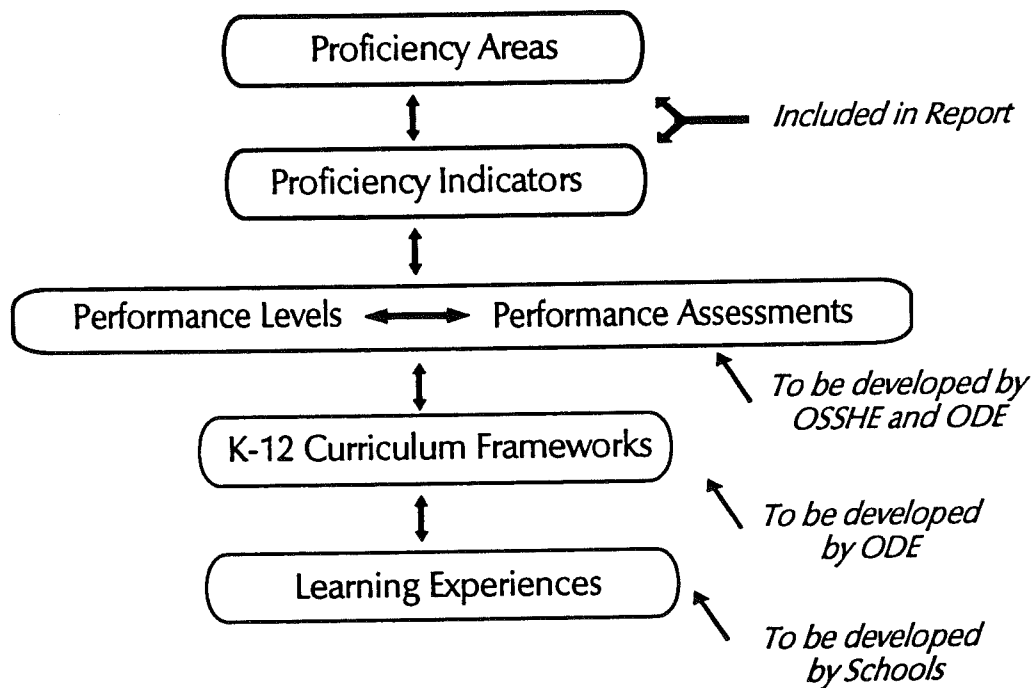 Proficiency Areas
Included in Report
Proficiency Indicators
Performance Levels
Performance Assessments
To be developed by
OSSHE and ODE
K-12 Curriculum Frameworks
To be developed
by ODE
Learning Experiences
To be developed
by Schools